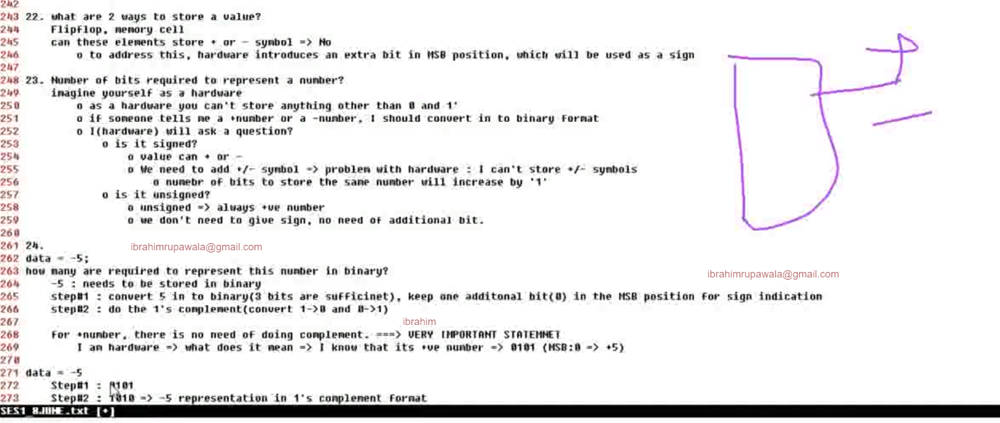 242
243 22. what are 2 ways to store a value?
244 Flipflop, memory cell
245 can these elements store + or - symbol => No
246 o to address this, hardware introduces an extra bit in MSB position, which will be used as a sign
247
248 23. Number of bits required to represent a number?
249 imagine yourself as a hardware
250 o as a hardware you can't store anything other than 0 and 1'
251 o if someone tells me a +number or a -number, I should convert in to binary format
252 o I(hardware) will ask a question?
253 o is it signed?
254 o value can + or -
255 o We need to add +/- symbol => problem with hardware : I can't store +/- symbols
256 o numebr of bits to store the same number will increase by '1'
257 o is it unsigned?
258 o unsigned => always +ve number
259 o we don't need to give sign, no need of additional bit.
260
261 24.
ibrahimrupawala@gmail.com
262 data = -5;
263 how many are required to represent this number in binary?
ibrahimrupawala@gmail.com
264 -5 : needs to be stored in binary
265 step#1 : convert 5 in to binary(3 bits are sufficinet), keep one additonal bit(0) in the MSB position for sign indication
266 step#2 : do the 1's complement(convert 1->0 and 0->1)
267
ibrahim
268 for +number, there is no need of doing complement. ===> VERY IMPORTANT STATEMNET
269 I am hardware => what does it mean => I know that its +ve number => 0101 (MSB:0 => +5)
270
271 data = -5
272 Step#1 : 0101
273 Step#2 : 1010 => -5 representation in 1's complement format
SES1_8JUNE.txt [+]